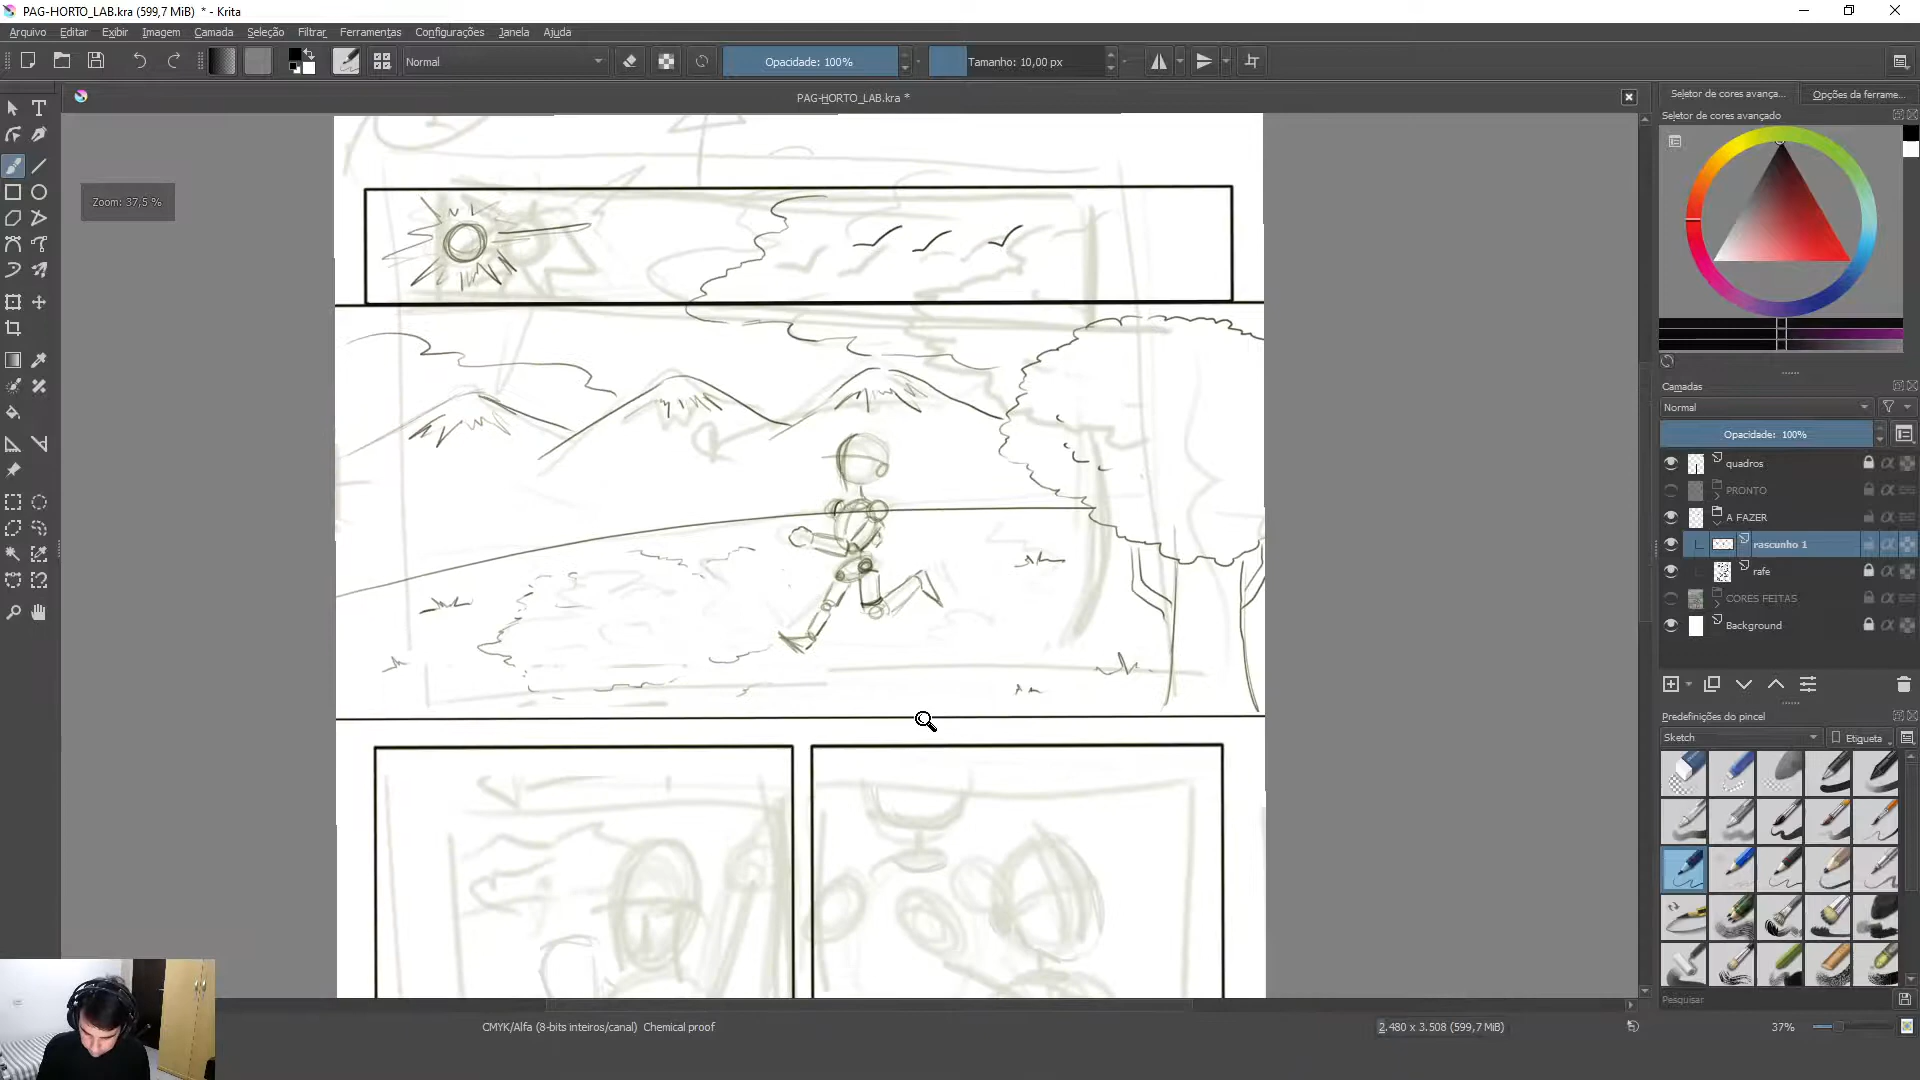 PAG-HORTO_LAB.kra (599,7 MiB) * - Krita
Arquivo Editar Exibir Imagem Camada Seleção Filtrar Ferramentas Configurações Janela Ajuda
Normal Opacidade: 100% Tamanho: 10,00 px
PAG-HORTO_LAB.kra *
Seletor de cores avança... Opções da ferrame...
Seletor de cores avançado
Zoom: 37,5 %
Camadas
Normal
Opacidade: 100%
quadros
PRONTO
A FAZER
rascunho 1
rafe
CORES FEITAS
Background
Predefinições do pincel
Sketch Etiqueta
Pesquisar
CMYK/Alfa (8-bits inteiros/canal) Chemical proof
2.480 x 3.508 (599,7 MiB)
37%